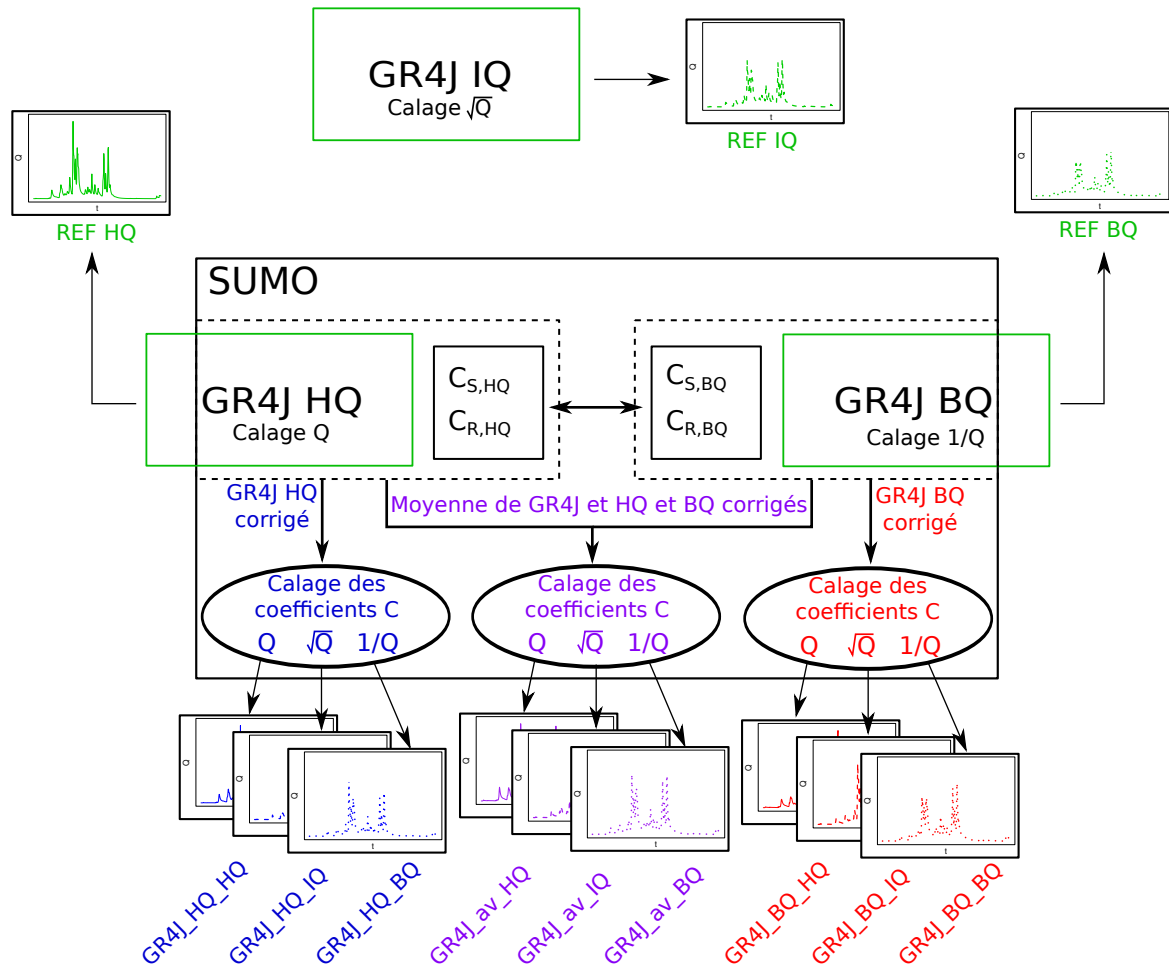 GR4J IQ
Calage √Q
Q
t
REF IQ
Q
t
REF HQ
Q
t
REF BQ
SUMO
GR4J HQ
Calage Q
C_S,HQ
C_R,HQ
C_S,BQ
C_R,BQ
GR4J BQ
Calage 1/Q
GR4J HQ
corrigé
Moyenne de GR4J et HQ et BQ corrigés
GR4J BQ
corrigé
Calage des
coefficients C
Q √Q 1/Q
Calage des
coefficients C
Q √Q 1/Q
Calage des
coefficients C
Q √Q 1/Q
Q
Q
Q
t
Q
Q
Q
t
Q
Q
Q
t
GR4J_HQ_HQ
GR4J_HQ_IQ
GR4J_HQ_BQ
GR4J_av_HQ
GR4J_av_IQ
GR4J_av_BQ
GR4J_BQ_HQ
GR4J_BQ_IQ
GR4J_BQ_BQ